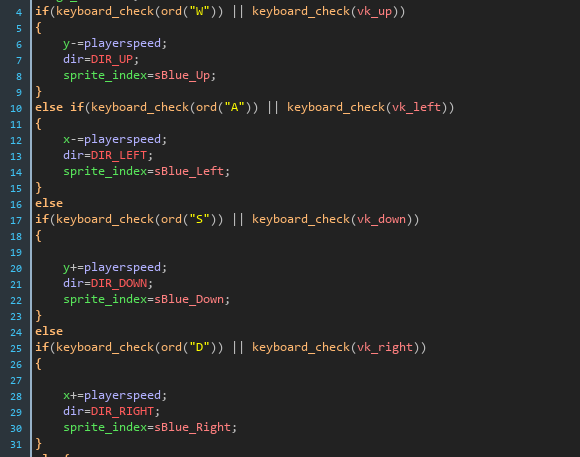 4 if(keyboard_check(ord("W")) || keyboard_check(vk_up))
5 {
6 y-=playerspeed;
7 dir=DIR_UP;
8 sprite_index=sBlue_Up;
9 }
10 else if(keyboard_check(ord("A")) || keyboard_check(vk_left))
11 {
12 x-=playerspeed;
13 dir=DIR_LEFT;
14 sprite_index=sBlue_Left;
15 }
16 else
17 if(keyboard_check(ord("S")) || keyboard_check(vk_down))
18 {
19
20 y+=playerspeed;
21 dir=DIR_DOWN;
22 sprite_index=sBlue_Down;
23 }
24 else
25 if(keyboard_check(ord("D")) || keyboard_check(vk_right))
26 {
27
28 x+=playerspeed;
29 dir=DIR_RIGHT;
30 sprite_index=sBlue_Right;
31 }